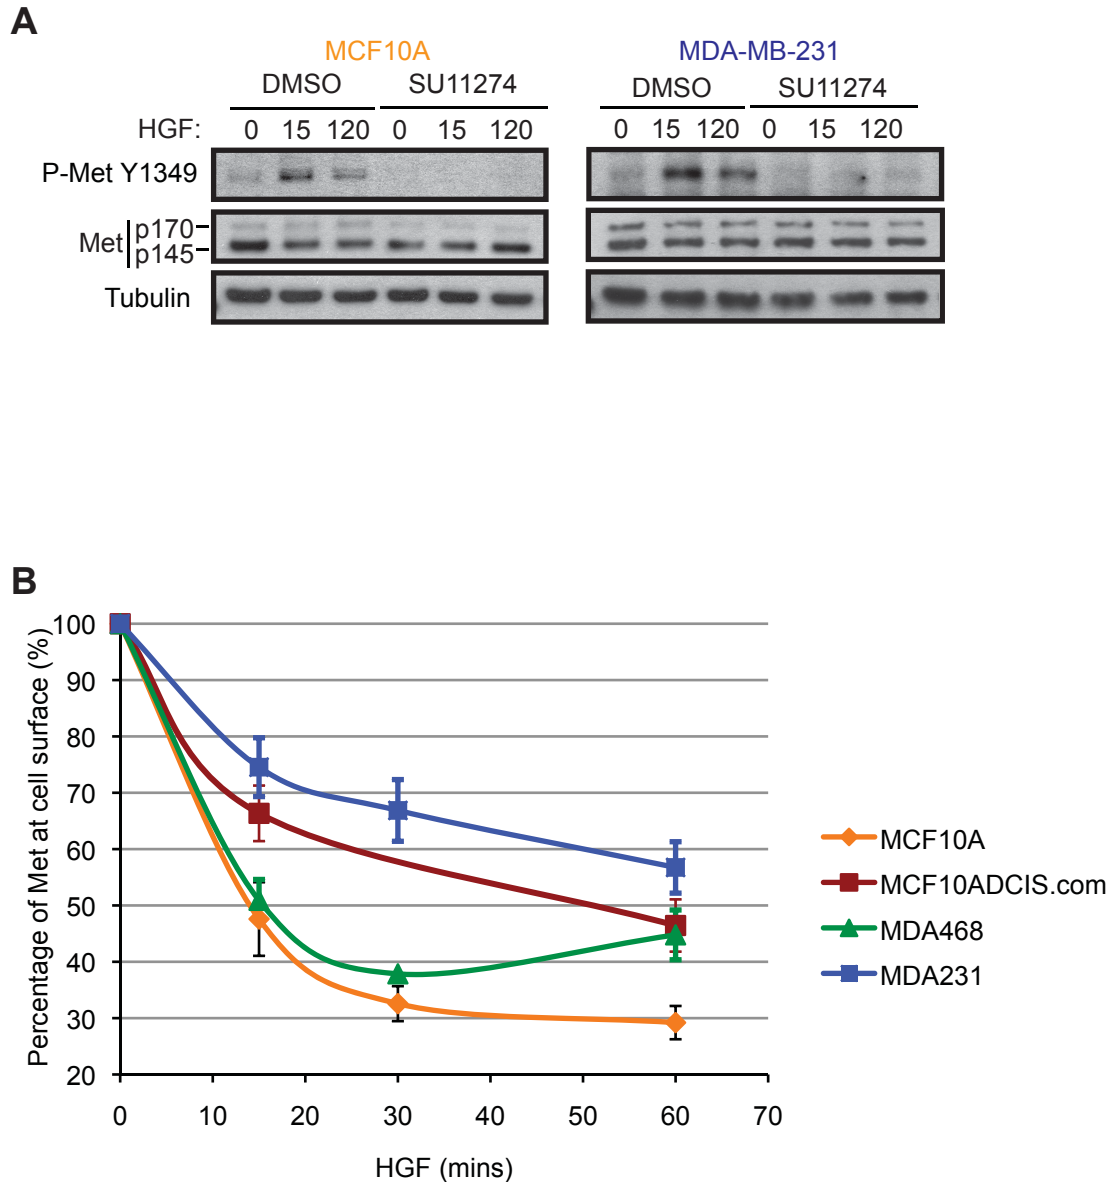 A
MCF10A MDA-MB-231
DMSO SU11274 DMSO SU11274
HGF: 0 15 120 0 15 120 0 15 120 0 15 120
P-Met Y1349
Met p170
p145
Tubulin
B
Percentage of Met at cell surface (%)
100
90
80
70
60
50
40
30
20
0 10 20 30 40 50 60 70
HGF (mins)
MCF10A
MCF10ADCIS.com
MDA468
MDA231